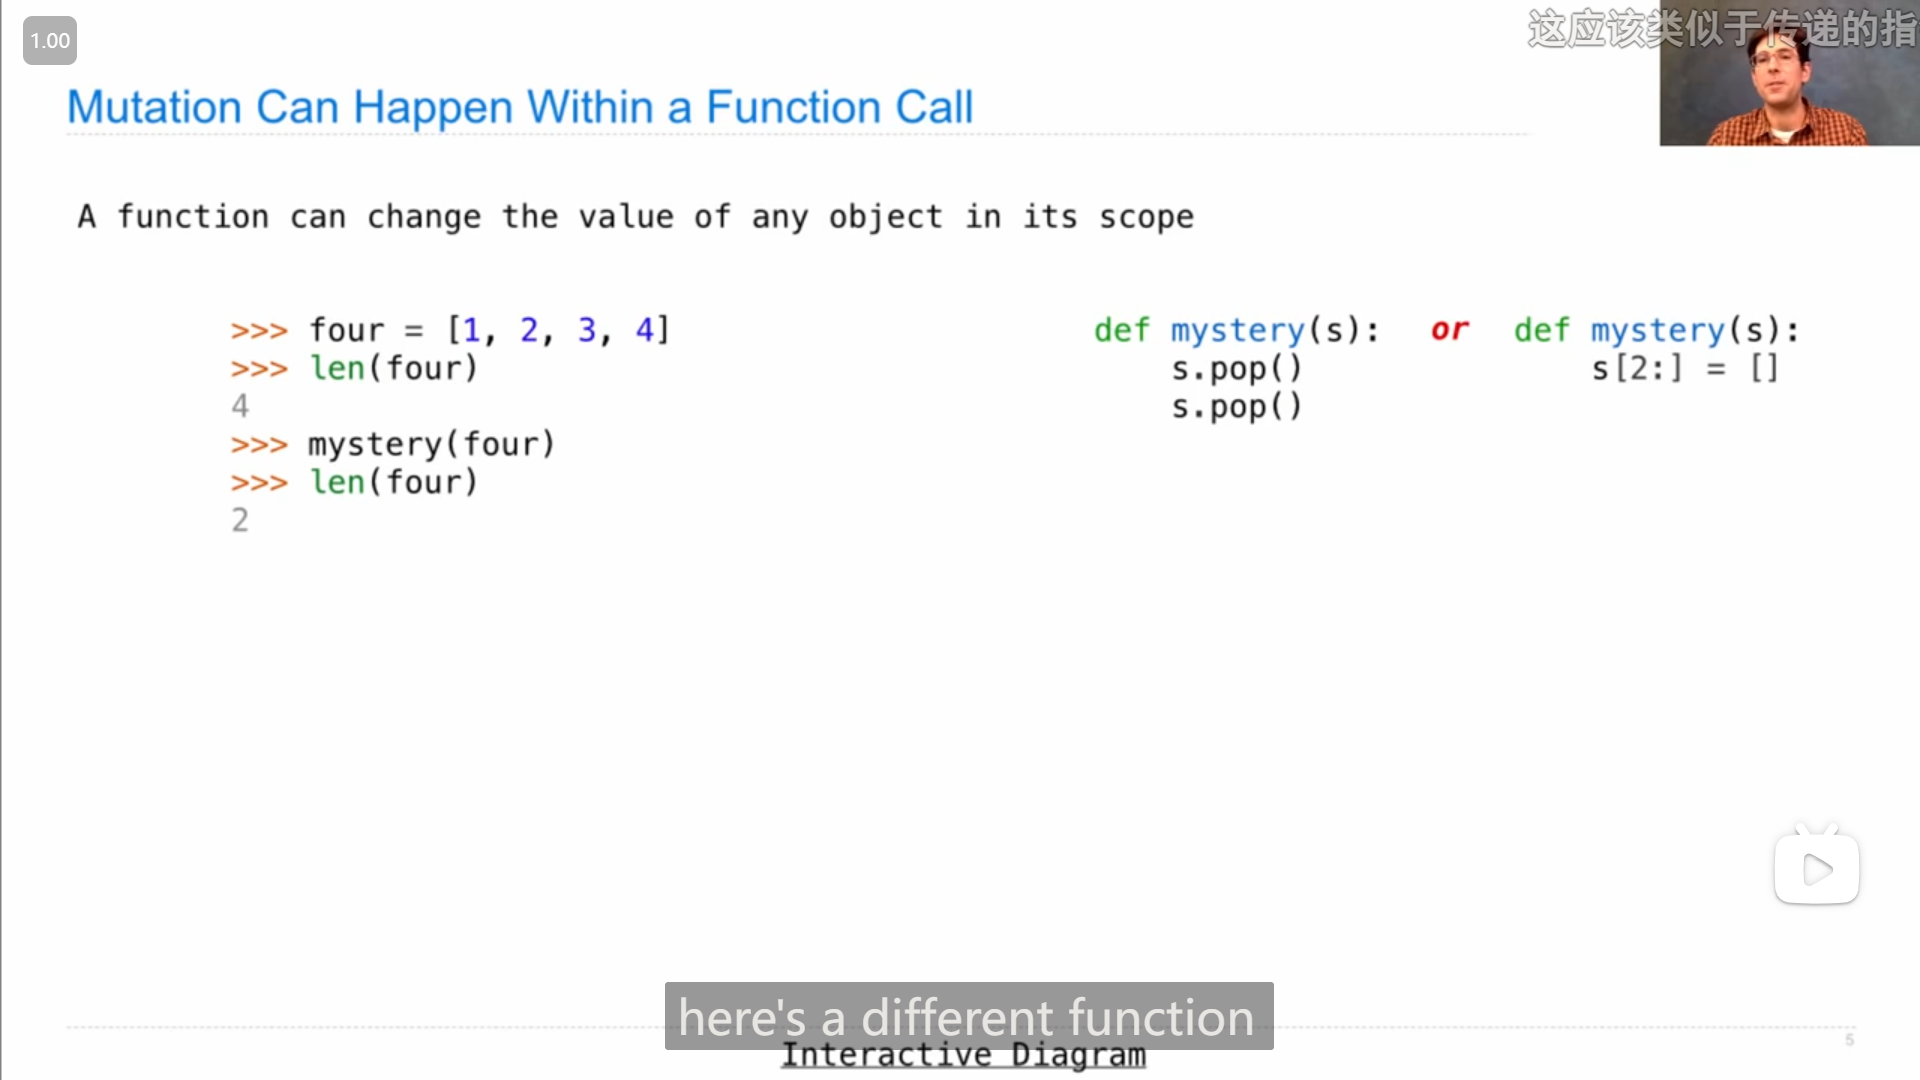 1.00
这应该类似于传递的指
Mutation Can Happen Within a Function Call
A function can change the value of any object in its scope
>>> four = [1, 2, 3, 4]
>>> len(four)
4
>>> mystery(four)
>>> len(four)
2
def mystery(s):
    s.pop()
    s.pop()
or
def mystery(s):
    s[2:] = []
here's a different function
Interactive Diagram
5